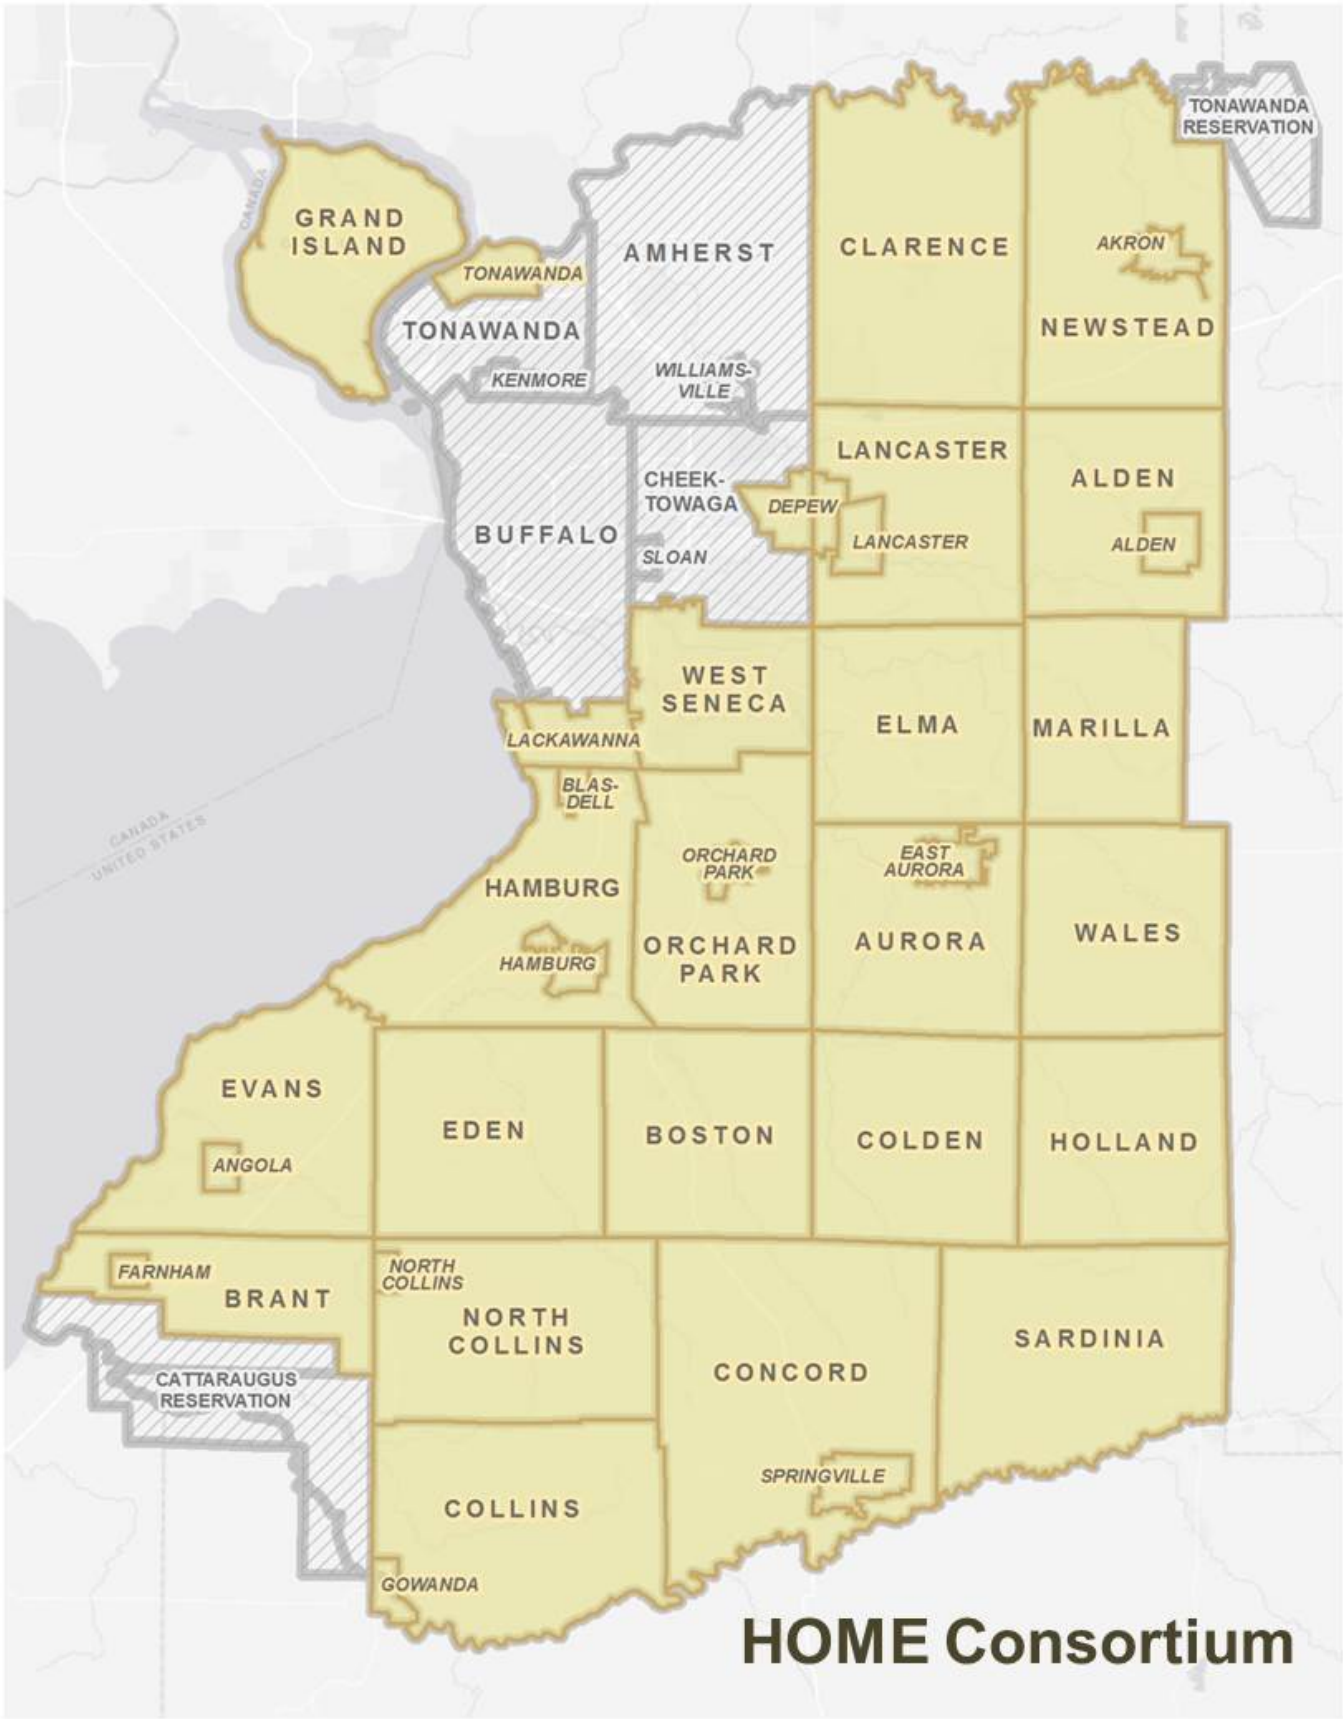 TONAWANDA
RESERVATION
CANADA
GRAND
ISLAND
AMHERST
CLARENCE
AKRON
TONAWANDA
TONAWANDA
NEWSTEAD
KENMORE
WILLIAMS-
VILLE
LANCASTER
CHEEK-
TOWAGA
ALDEN
DEPEW
BUFFALO
LANCASTER
ALDEN
SLOAN
WEST
SENECA
ELMA
MARILLA
LACKAWANNA
BLAS-
DELL
CANADA
UNITED STATES
ORCHARD
PARK
EAST
AURORA
HAMBURG
HAMBURG
ORCHARD
PARK
AURORA
WALES
EVANS
EDEN
BOSTON
COLDEN
HOLLAND
ANGOLA
FARNHAM
BRANT
NORTH
COLLINS
NORTH
COLLINS
SARDINIA
CONCORD
CATTARAUGUS
RESERVATION
SPRINGVILLE
COLLINS
GOWANDA
HOME Consortium